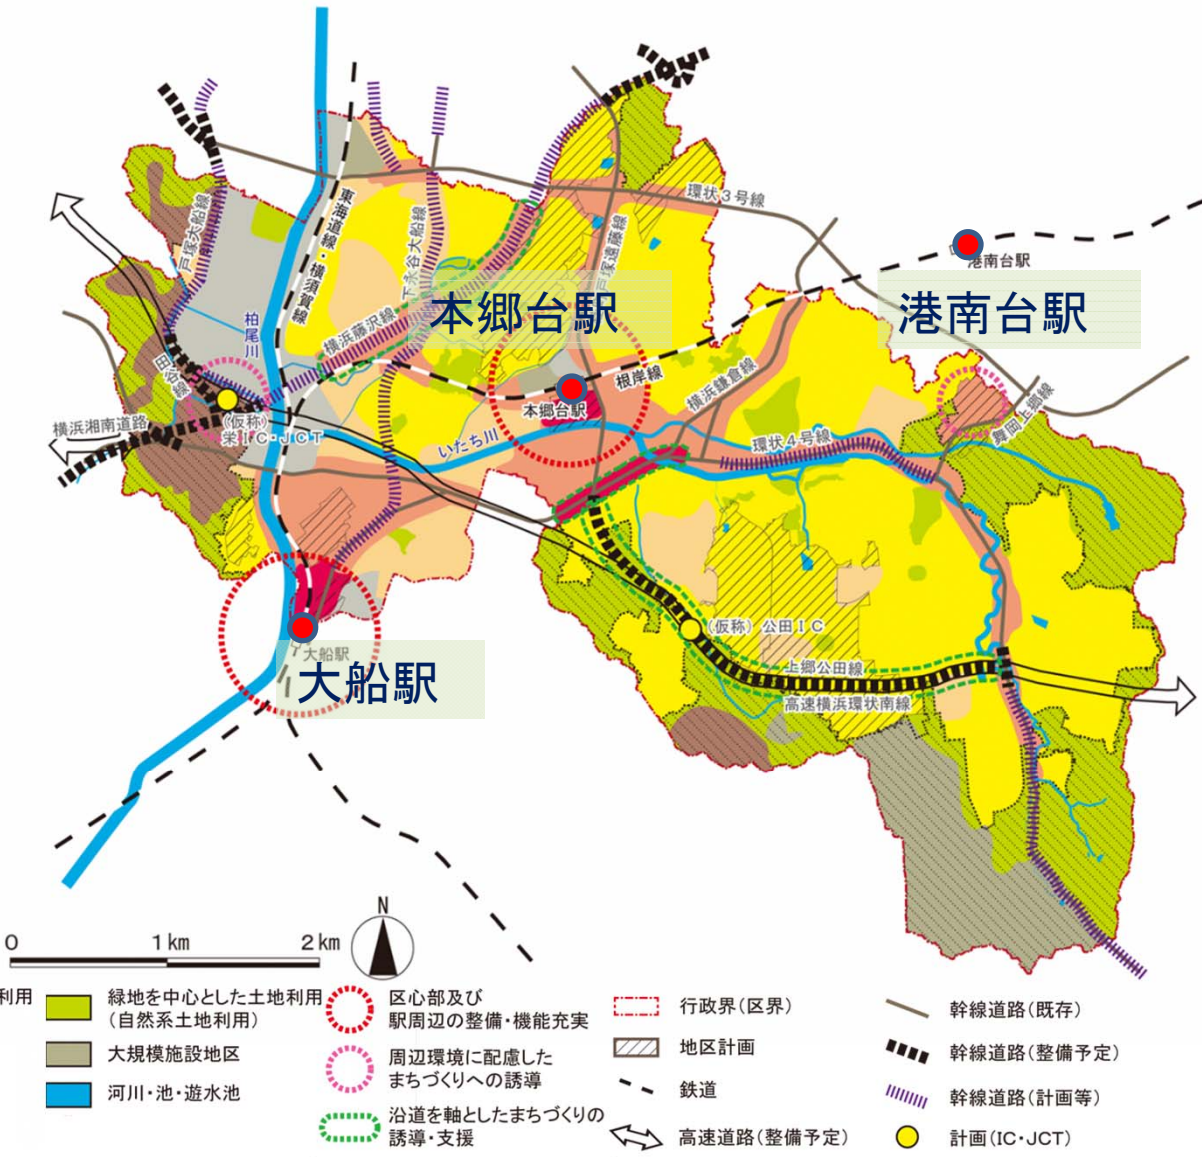 環状3号線
東海道線・横須賀線
戸塚大船線
下永谷大船線
戸塚遠藤線
港南台駅
港南台駅
本郷台駅
柏尾川
横浜藤沢線
田谷線
根岸線
横浜鎌倉線
本郷台駅
舞岡上郷線
横浜湘南道路
(仮称)
栄IC・JCT
いたち川
環状4号線
(仮称)公田IC
大船駅
大船駅
上郷公田線
高速横浜環状南線
N
0 1km 2km
利用
緑地を中心とした土地利用
(自然系土地利用)
大規模施設地区
河川・池・遊水池
区心部及び
駅周辺の整備・機能充実
周辺環境に配慮した
まちづくりへの誘導
沿道を軸としたまちづくりの
誘導・支援
行政界(区界)
地区計画
鉄道
高速道路(整備予定)
幹線道路(既存)
幹線道路(整備予定)
幹線道路(計画等)
計画(IC・JCT)